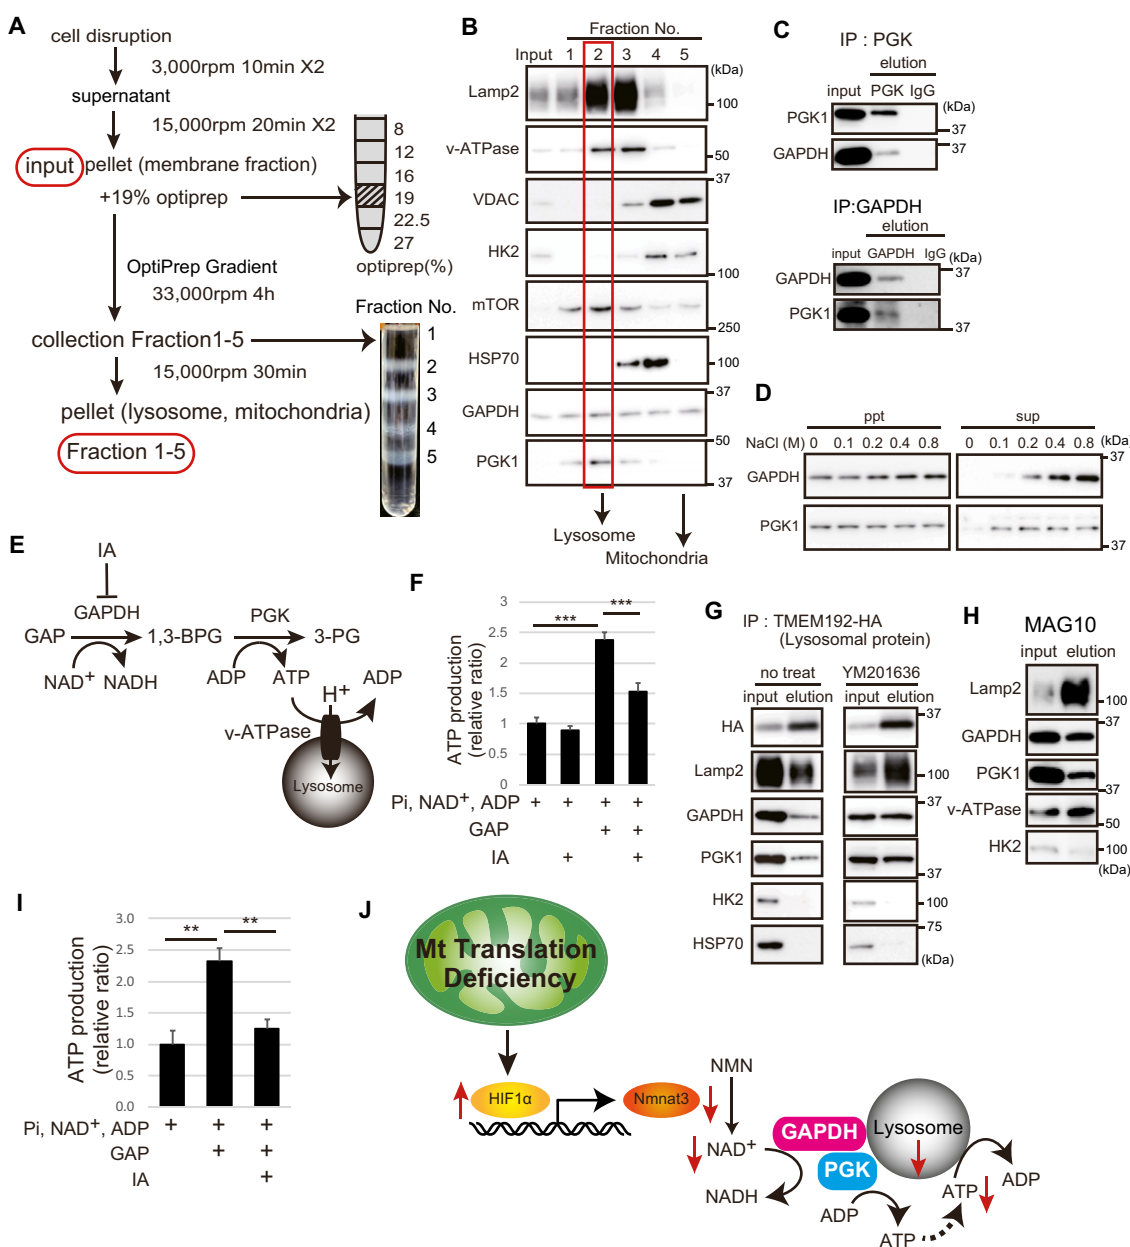 A
cell disruption
3,000rpm 10min X2
supernatant
15,000rpm 20min X2
input pellet (membrane fraction)
+19% optiprep
8
12
16
19
22.5
27
optiprep(%)
OptiPrep Gradient
33,000rpm 4h
Fraction No.
collection Fraction1-5
1
2
3
4
5
15,000rpm 30min
pellet (lysosome, mitochondria)
Fraction 1-5
B
Fraction No.
Input 1 2 3 4 5
(kDa)
Lamp2
100
v-ATPase
50
37
VDAC
HK2
100
mTOR
250
HSP70
100
37
GAPDH
50
PGK1
37
Lysosome
Mitochondria
C
IP : PGK
elution
input PGK IgG
(kDa)
PGK1
37
37
GAPDH
IP:GAPDH
elution
input GAPDH IgG (kDa)
37
GAPDH
PGK1
37
D
ppt sup
NaCl (M) 0 0.1 0.2 0.4 0.8 0 0.1 0.2 0.4 0.8 (kDa)
37
GAPDH
PGK1
37
E
IA
GAPDH
PGK
GAP 1,3-BPG 3-PG
NAD+ NADH ADP ATP ADP
H+
v-ATPase
Lysosome
F
ATP production
(relative ratio)
3
2.5
2
1.5
1
0.5
0
***
***
Pi, NAD+, ADP + + + +
GAP + +
IA + +
G
IP : TMEM192-HA
(Lysosomal protein)
no treat YM201636
input elution input elution
37
HA
Lamp2
100
37
GAPDH
PGK1
37
HK2
100
75
HSP70
(kDa)
H
MAG10
input elution
Lamp2
100
GAPDH
PGK1
37
v-ATPase
50
HK2
100
(kDa)
I
ATP production
(relative ratio)
3.0
2.5
2.0
1.5
1.0
0.5
0.0
**
**
Pi, NAD+, ADP + + +
GAP + +
IA +
J
Mt Translation
Deficiency
HIF1α
Nmnat3
NMN
NAD+
NADH
GAPDH
PGK
Lysosome
ADP
ATP
ATP
ADP